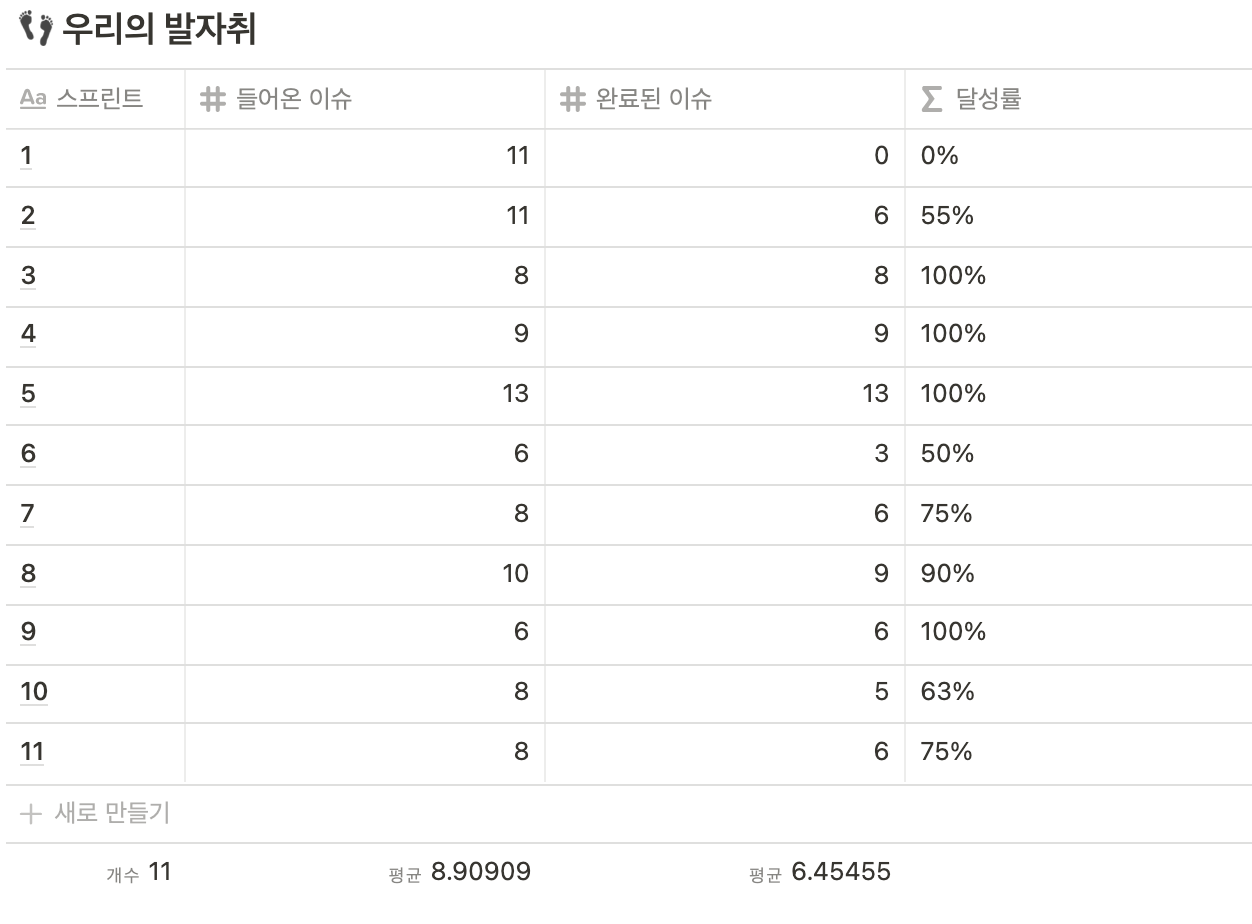 👣 우리의 발자취
Aa 스프린트 # 들어온 이슈 # 완료된 이슈 Σ 달성률
1 11 0 0%
2 11 6 55%
3 8 8 100%
4 9 9 100%
5 13 13 100%
6 6 3 50%
7 8 6 75%
8 10 9 90%
9 6 6 100%
10 8 5 63%
11 8 6 75%
+ 새로 만들기
개수 11 평균 8.90909 평균 6.45455